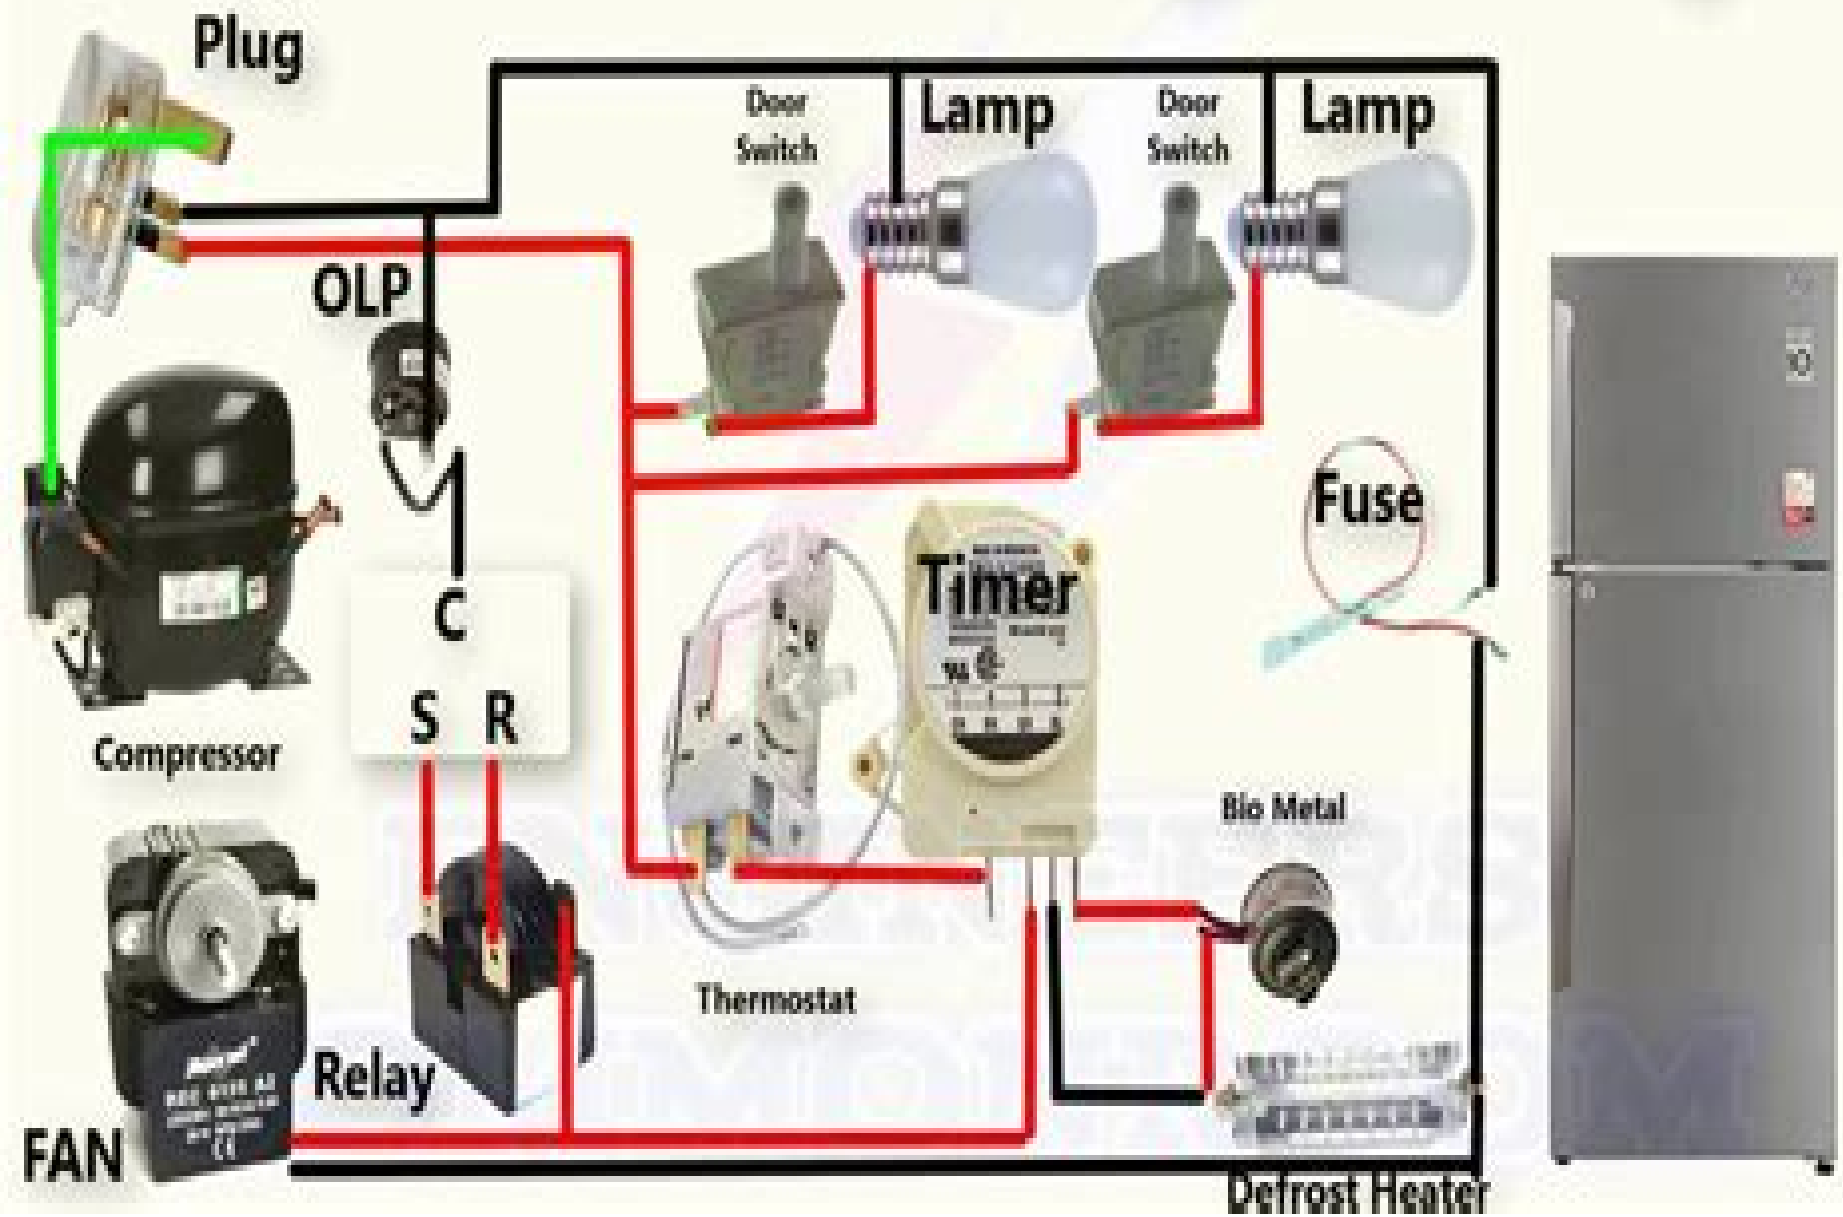 Plug
Door
Switch
Lamp
Door
Switch
Lamp
OLP
Fuse
Timer
C
S R
Compressor
Bio Metal
Thermostat
Relay
FAN
Defrost Heater